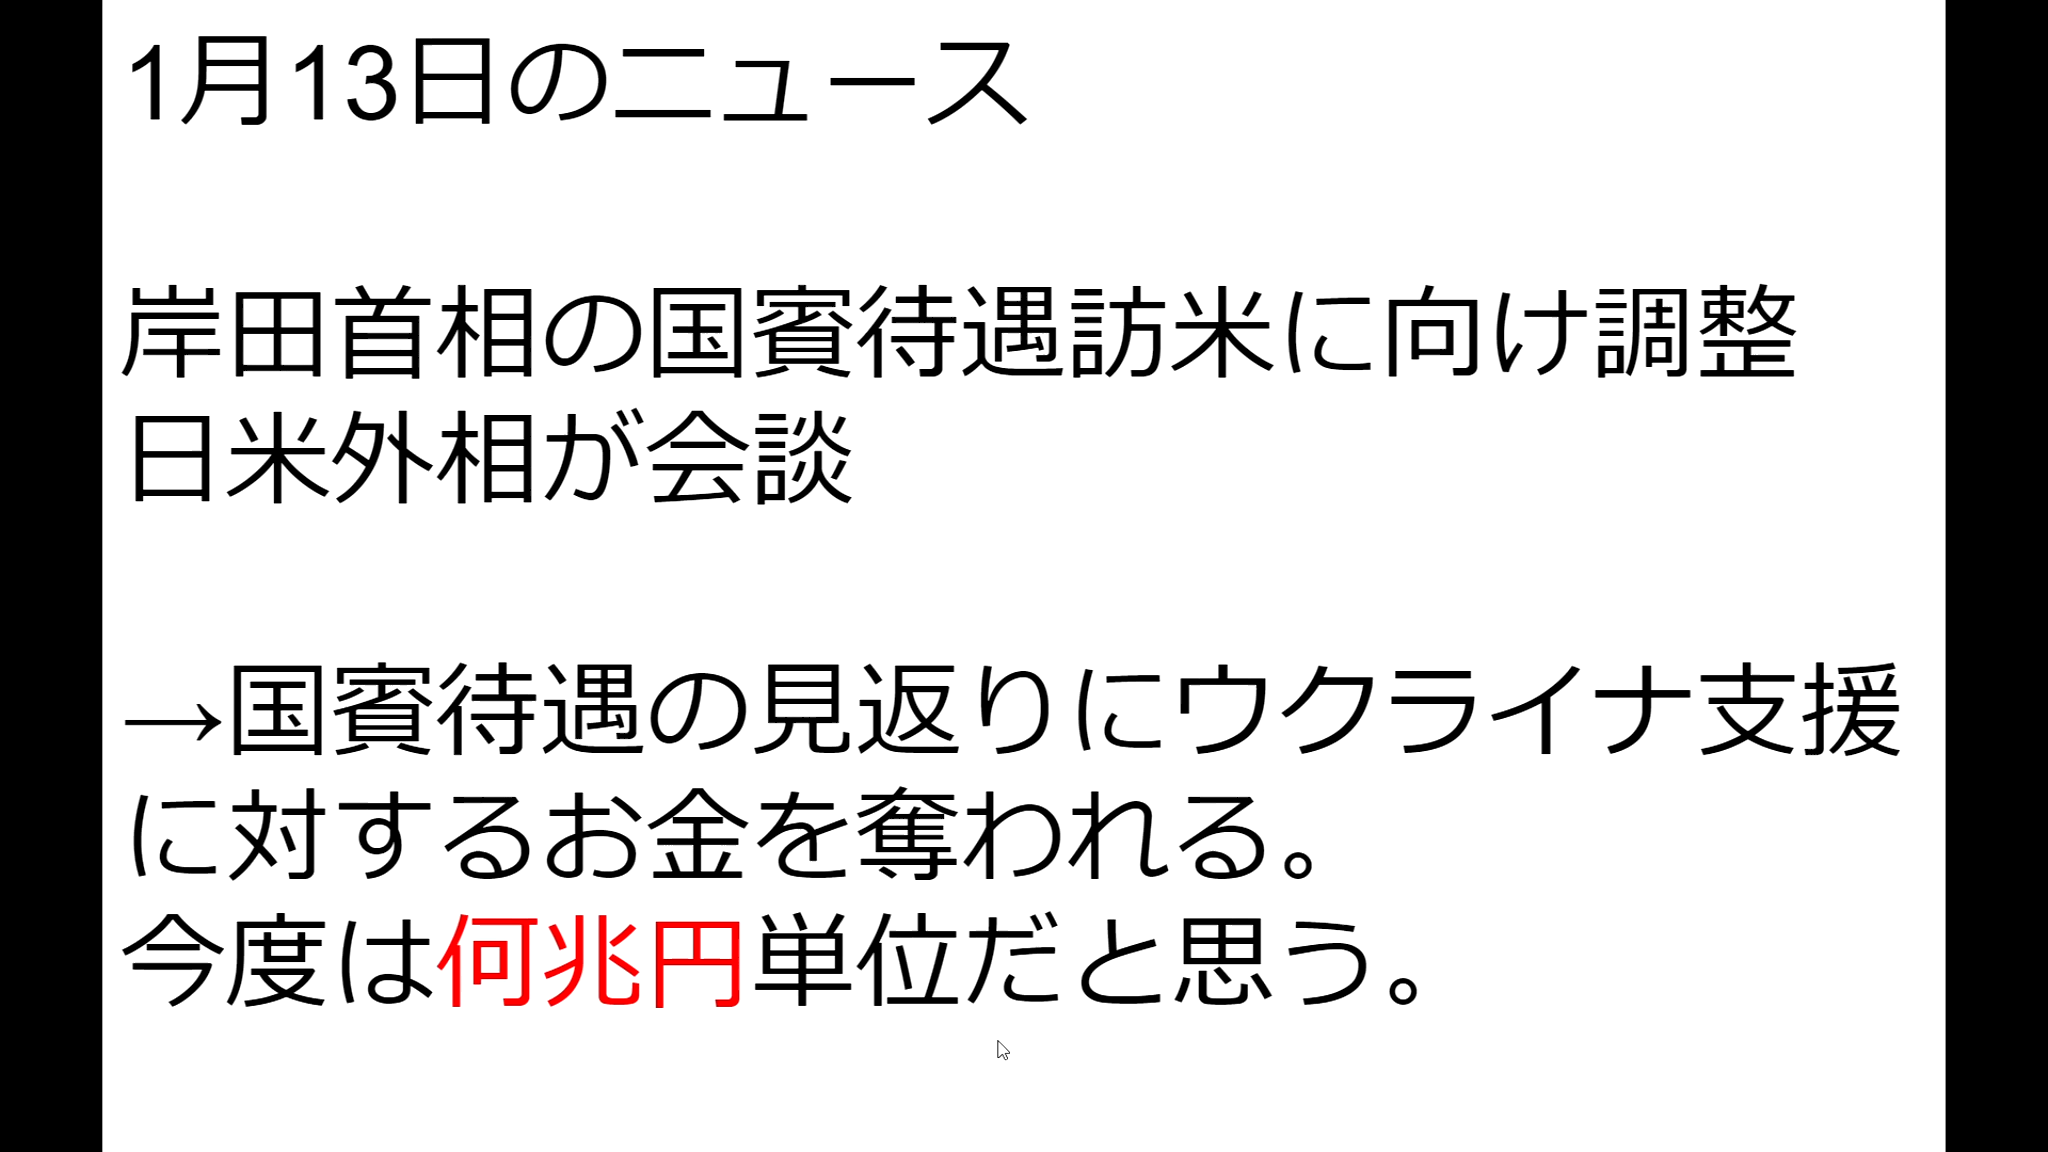 1月13日のニュース
岸田首相の国賓待遇訪米に向け調整
日米外相が会談
→国賓待遇の見返りにウクライナ支援
に対するお金を奪われる。
今度は何兆円単位だと思う。